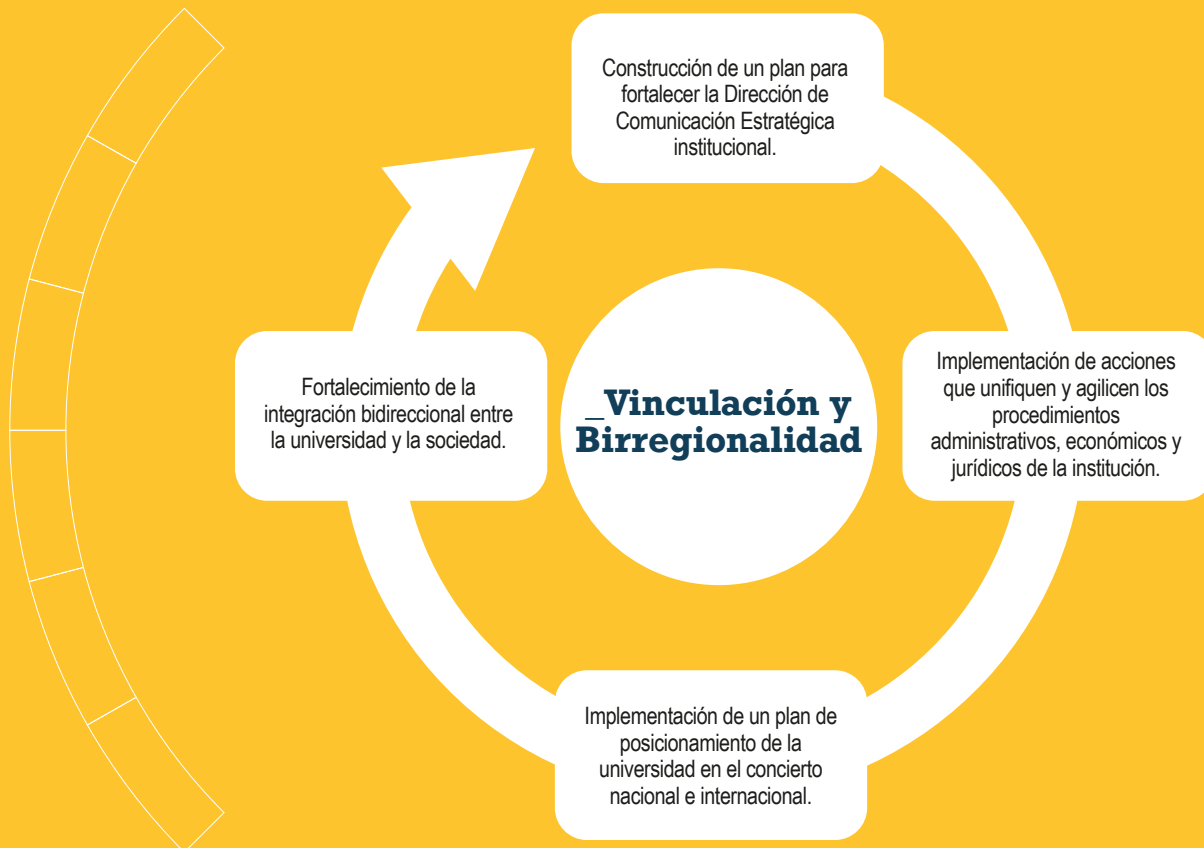 Construcción de un plan para
fortalecer la Dirección de
Comunicación Estratégica
institucional.
Fortalecimiento de la
integración bidireccional entre
la universidad y la sociedad.
_Vinculación y
Birregionalidad
Implementación de acciones
que unifiquen y agilicen los
procedimientos
administrativos, económicos y
jurídicos de la institución.
Implementación de un plan de
posicionamiento de la
universidad en el concierto
nacional e internacional.